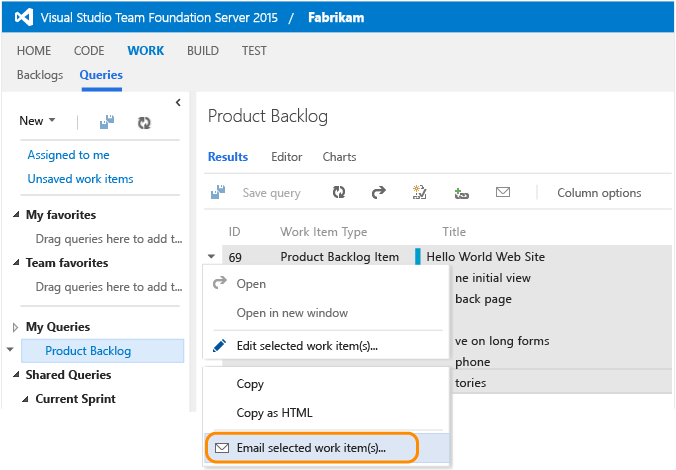 Visual Studio Team Foundation Server 2015 / Fabrikam
HOME CODE WORK BUILD TEST
Backlogs Queries
New
Assigned to me
Unsaved work items
My favorites
Drag queries here to add t...
Team favorites
Drag queries here to add t...
My Queries
Product Backlog
Shared Queries
Current Sprint
Product Backlog
Results Editor Charts
Save query Column options
ID Work Item Type Title
69 Product Backlog Item Hello World Web Site
ne initial view
back page
ve on long forms
phone
tories
Open
Open in new window
Edit selected work item(s)...
Copy
Copy as HTML
Email selected work item(s)...